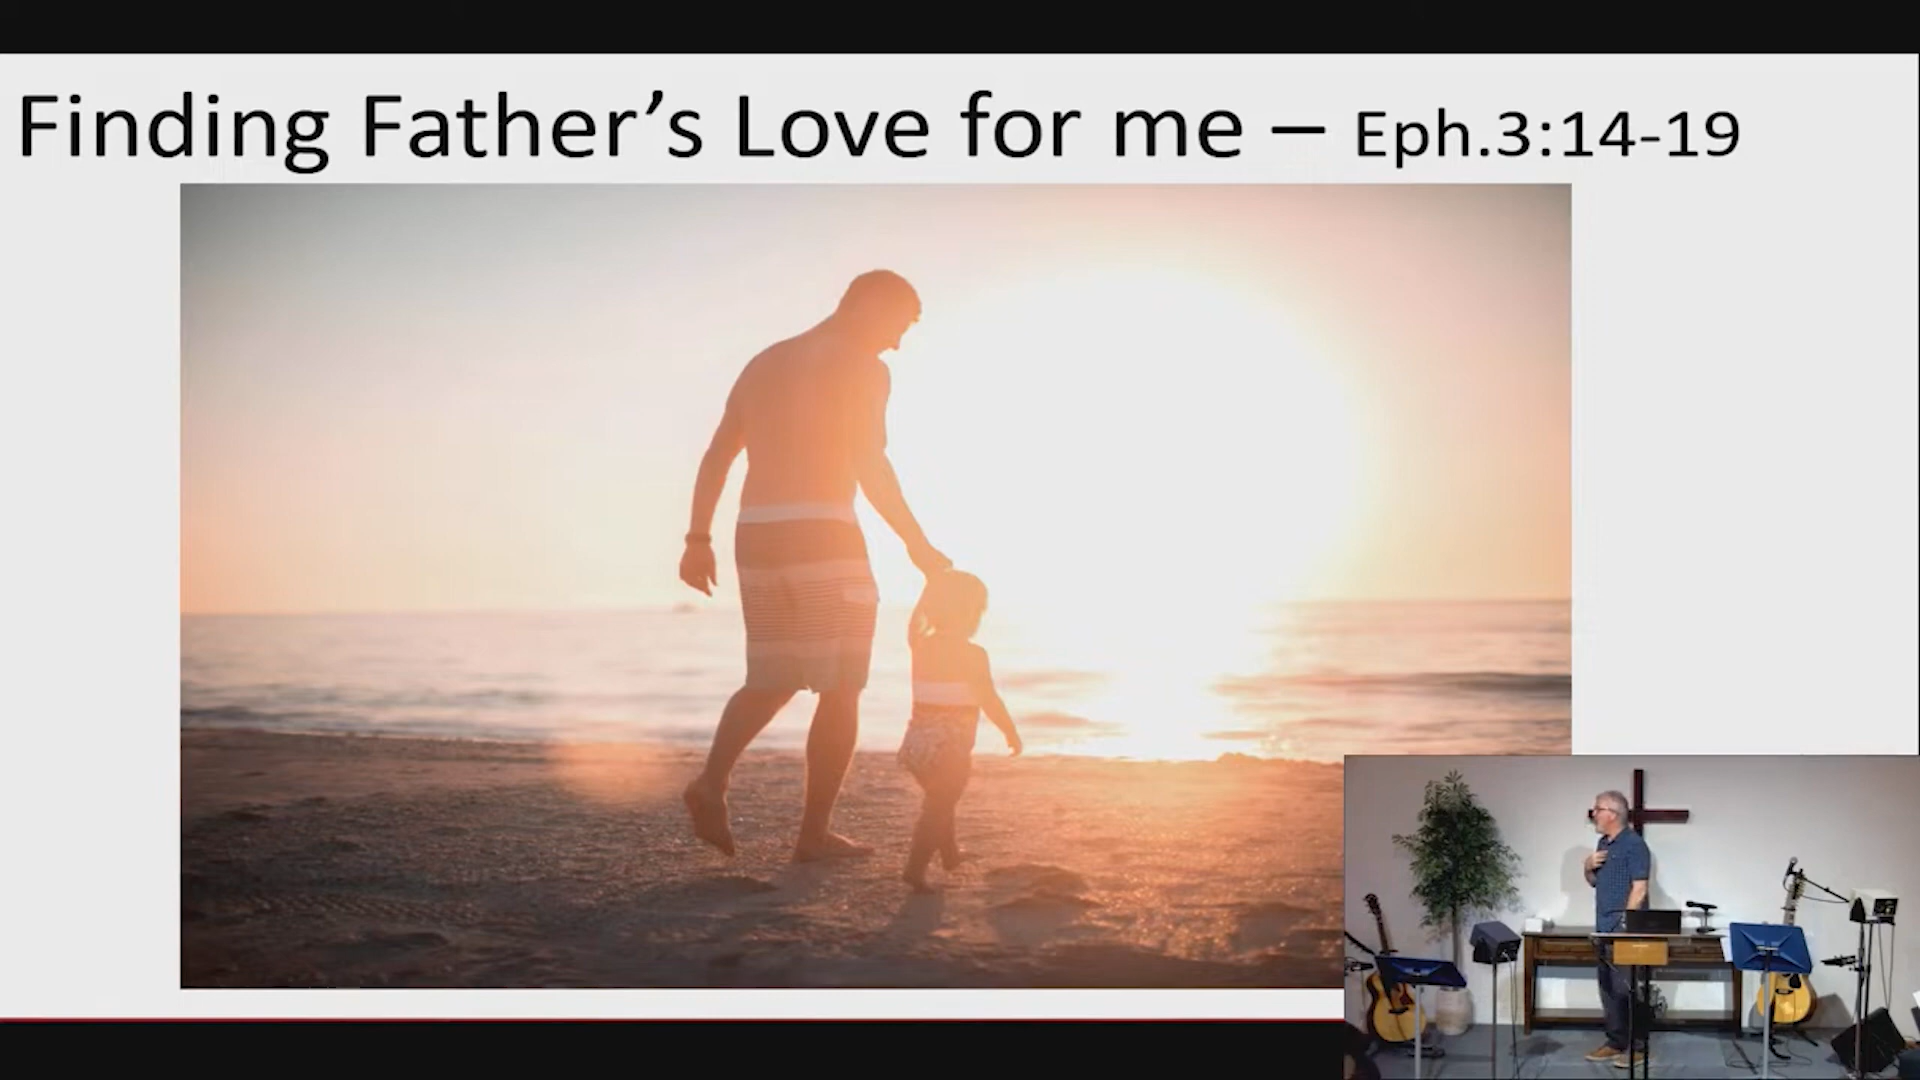 Finding Father’s Love for me – Eph.3:14-19